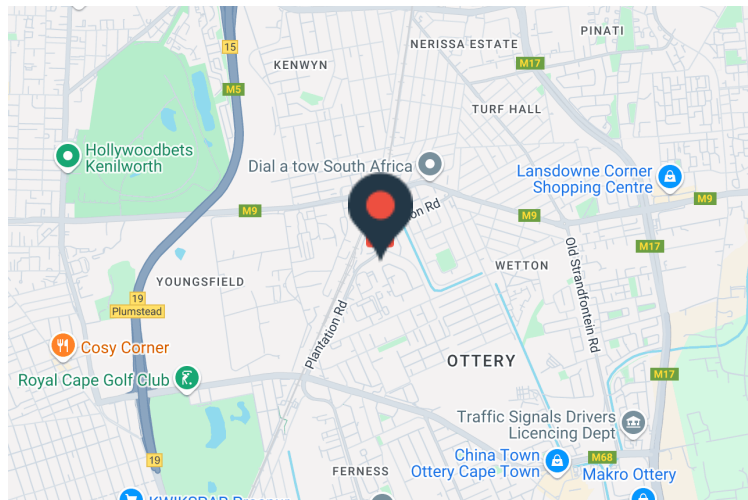 PINATI
NERISSA ESTATE
15
KENWYN
M17
M5
TURF HALL
Hollywoodbets
Kenilworth
Dial a tow South Africa
Lansdowne Corner
Shopping Centre
M9
M9
M9
on Rd
M17
Old Strandfontein Rd
WETTON
YOUNGSFIELD
19
Plumstead
Plantation Rd
Cosy Corner
OTTERY
Royal Cape Golf Club
M17
Traffic Signals Drivers
Licencing Dept
China Town
Ottery Cape Town
M68
19
FERNESS
Makro Ottery